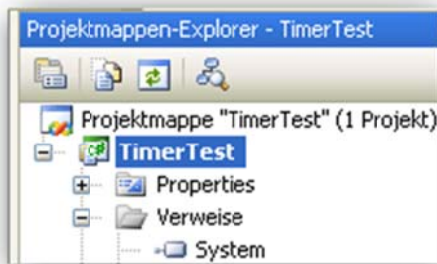 Projektmappen-Explorer - TimerTest
Projektmappe "TimerTest" (1 Projekt)
C#
TimerTest
Properties
Verweise
System